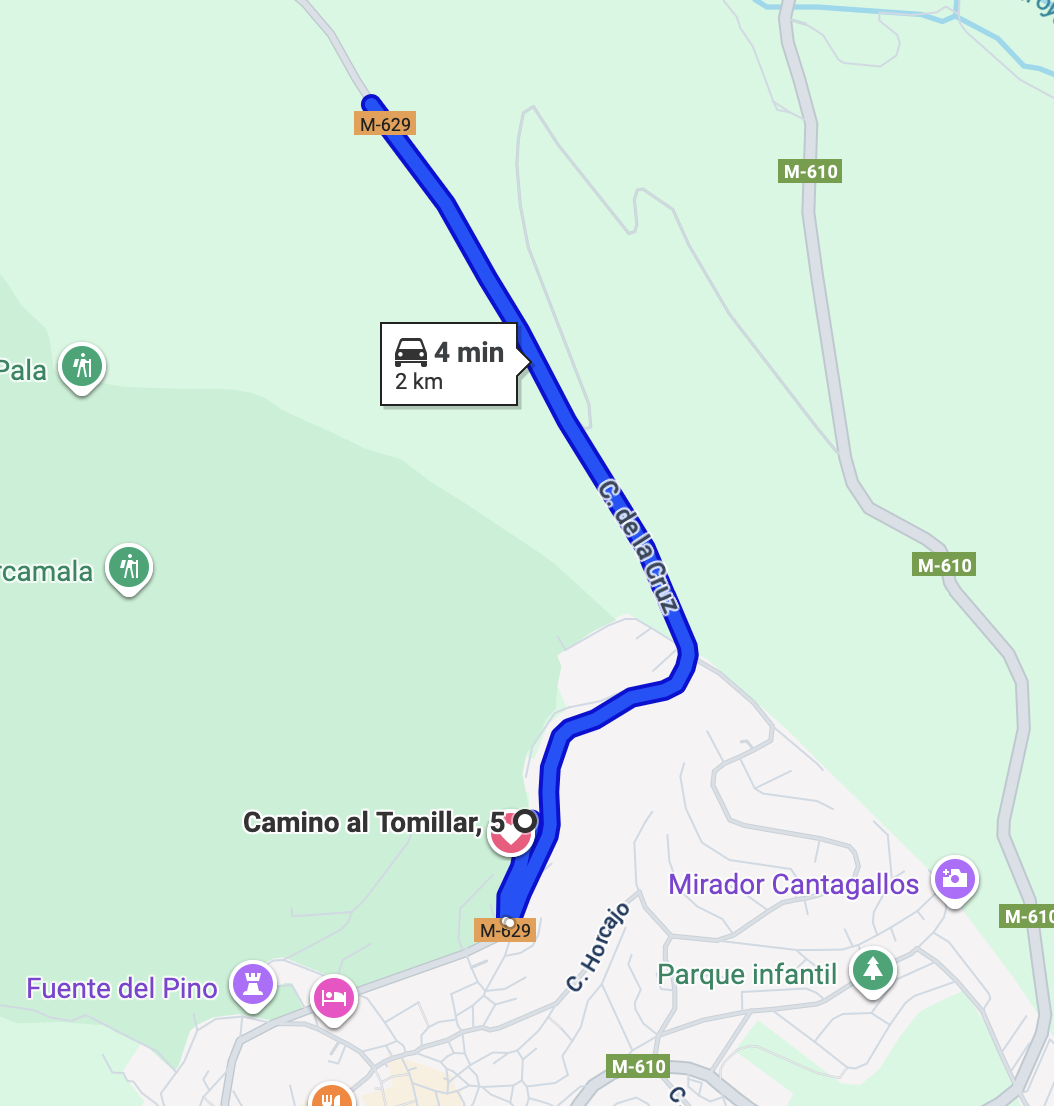 M-629
M-610
4 min
2 km
Pala
C. de la Cruz
M-610
rcamala
Camino al Tomillar, 5
Mirador Cantagallos
M-610
M-629
C. Horcajo
Parque infantil
Fuente del Pino
M-610
C